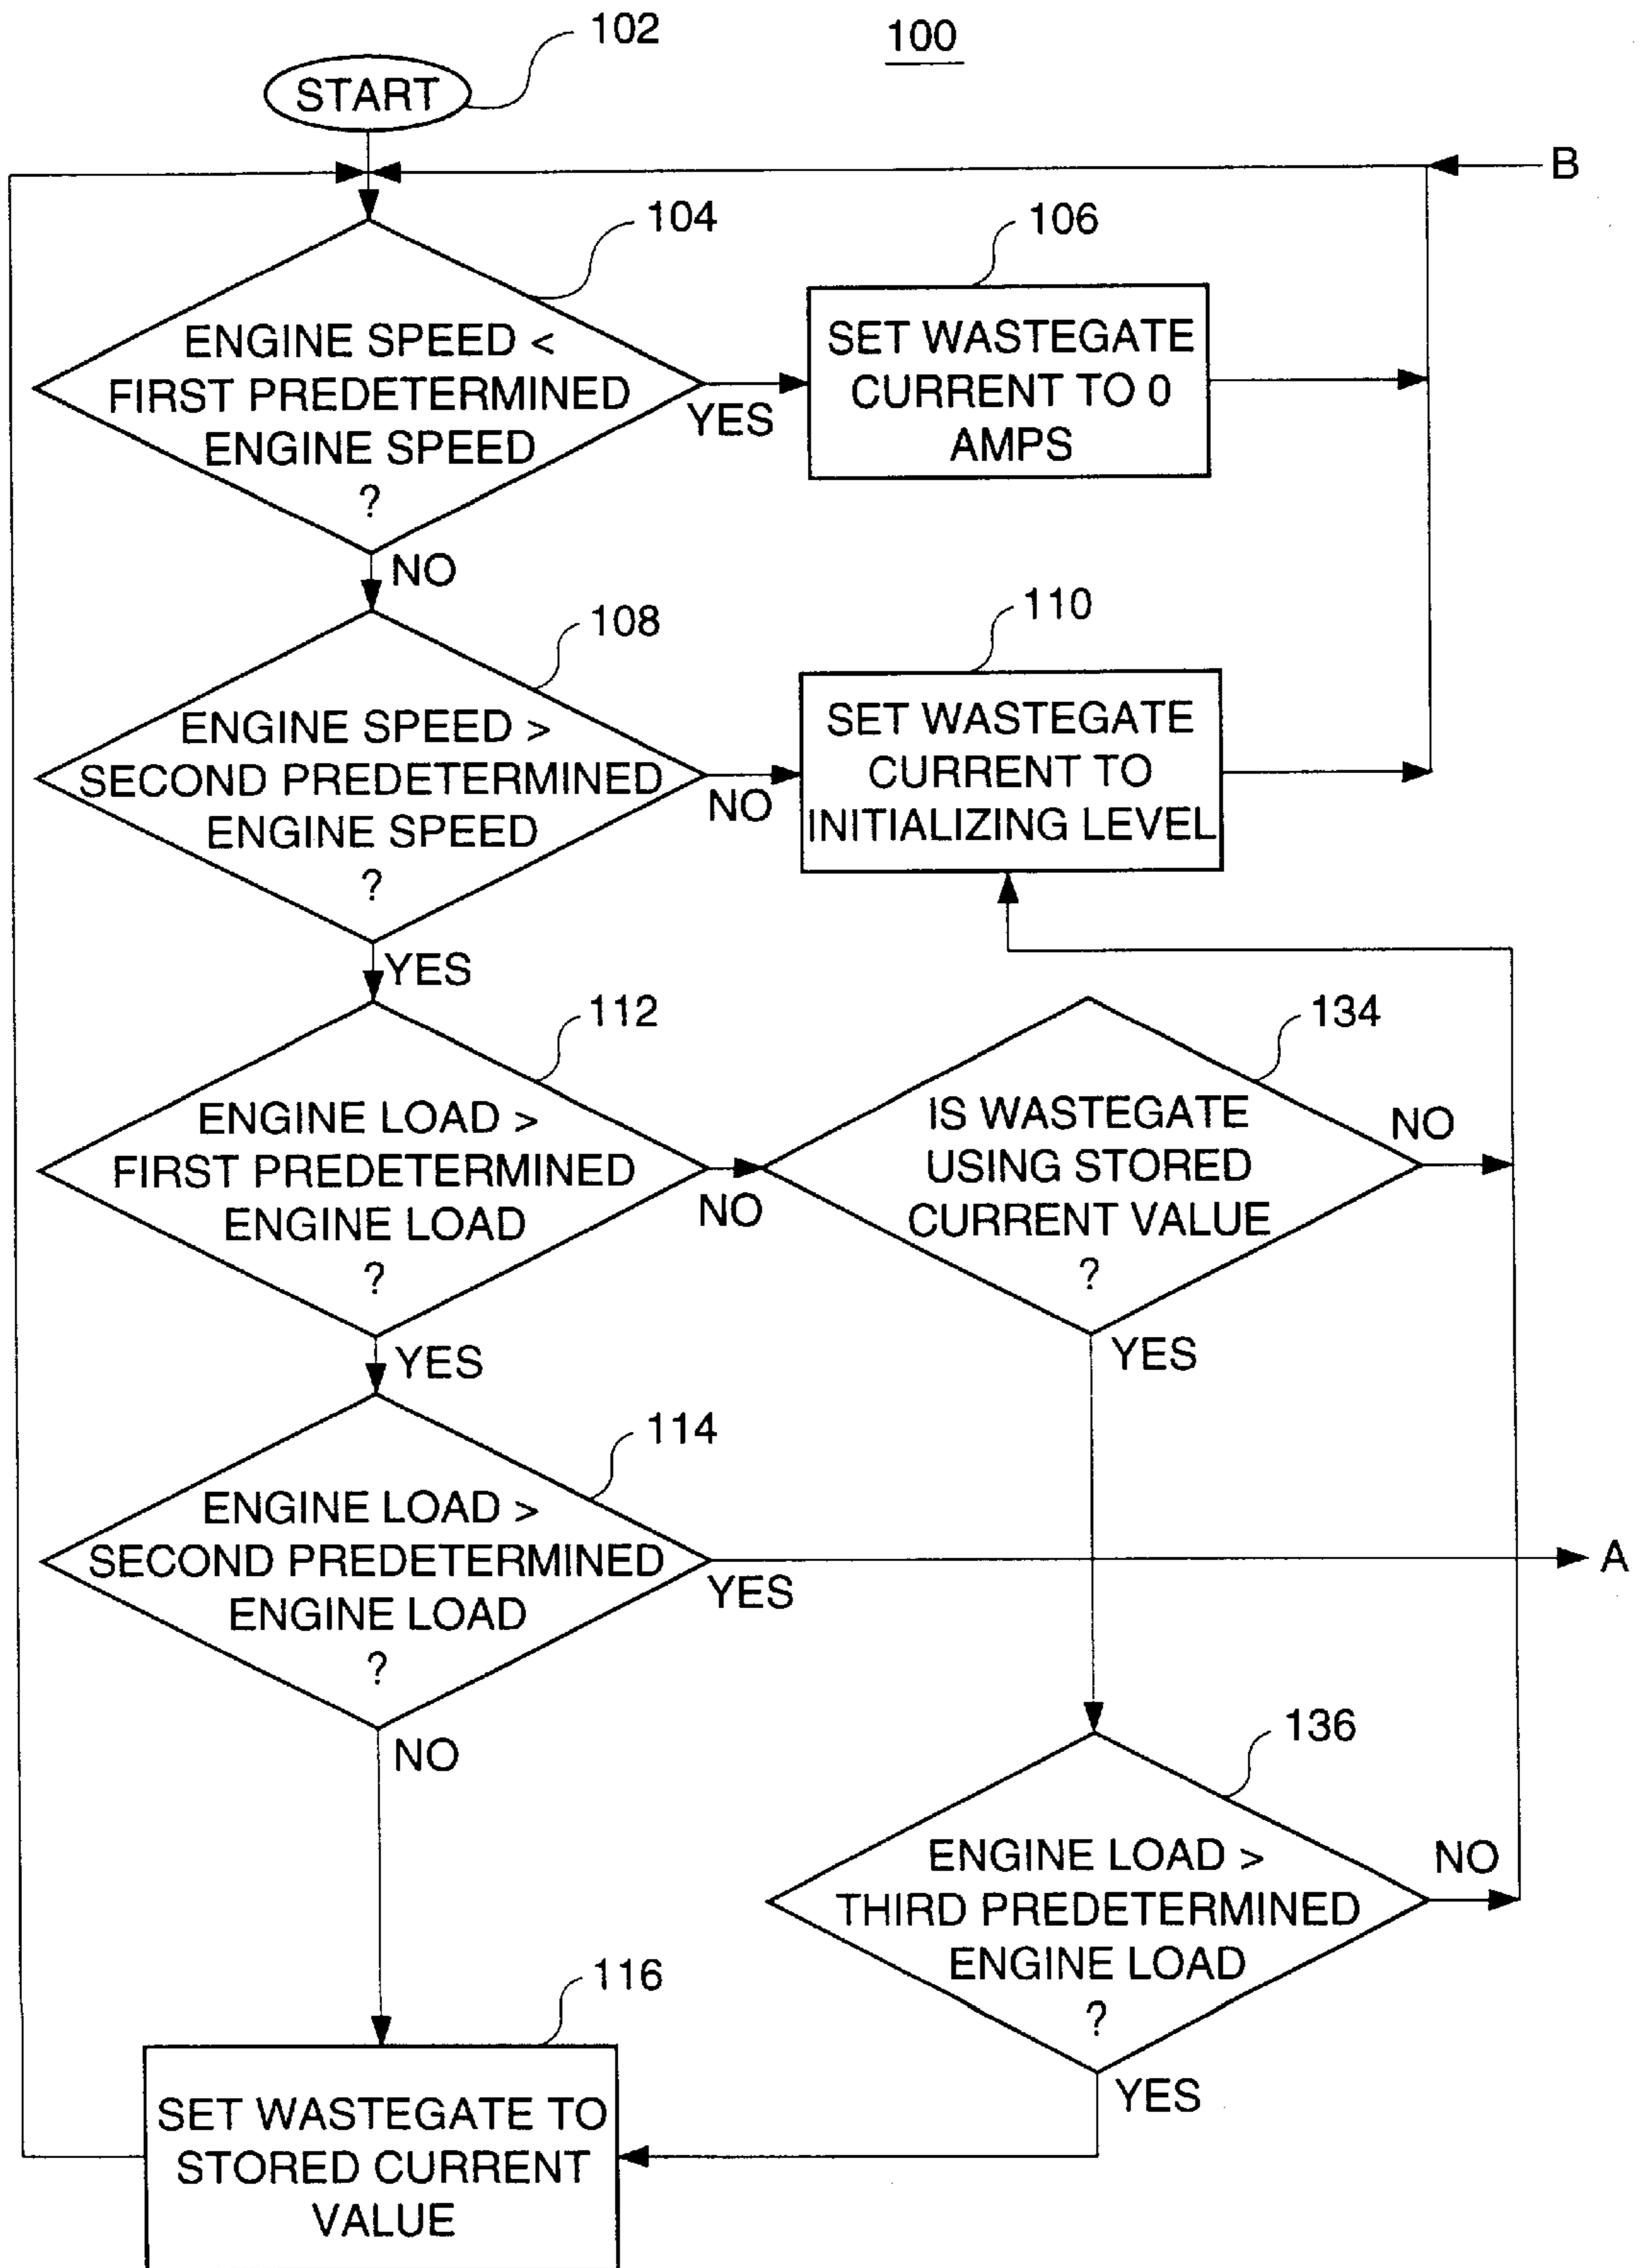 100
102
START
B
104
106
ENGINE SPEED <
FIRST PREDETERMINED
ENGINE SPEED
?
YES
SET WASTEGATE
CURRENT TO 0
AMPS
NO
108
110
ENGINE SPEED >
SECOND PREDETERMINED
ENGINE SPEED
?
NO
SET WASTEGATE
CURRENT TO
INITIALIZING LEVEL
YES
112
134
ENGINE LOAD >
FIRST PREDETERMINED
ENGINE LOAD
?
NO
IS WASTEGATE
USING STORED
CURRENT VALUE
?
NO
YES
YES
114
ENGINE LOAD >
SECOND PREDETERMINED
ENGINE LOAD
?
YES
A
NO
136
ENGINE LOAD >
THIRD PREDETERMINED
ENGINE LOAD
?
NO
YES
116
SET WASTEGATE TO
STORED CURRENT
VALUE